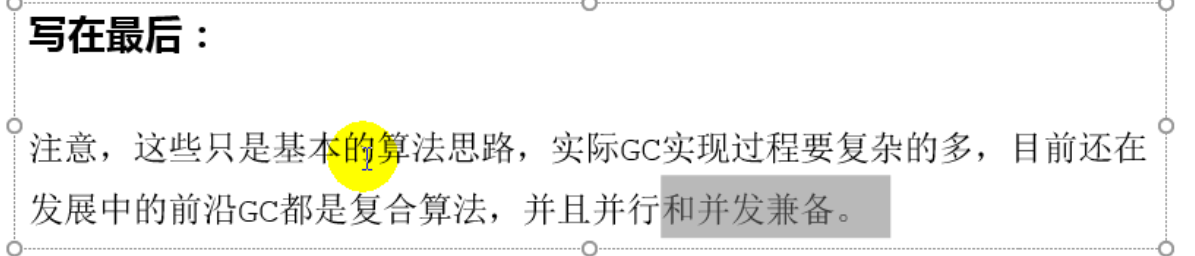 写在最后：
注意，这些只是基本的算法思路，实际GC实现过程要复杂的多，目前还在
发展中的前沿GC都是复合算法，并且并行和并发兼备。